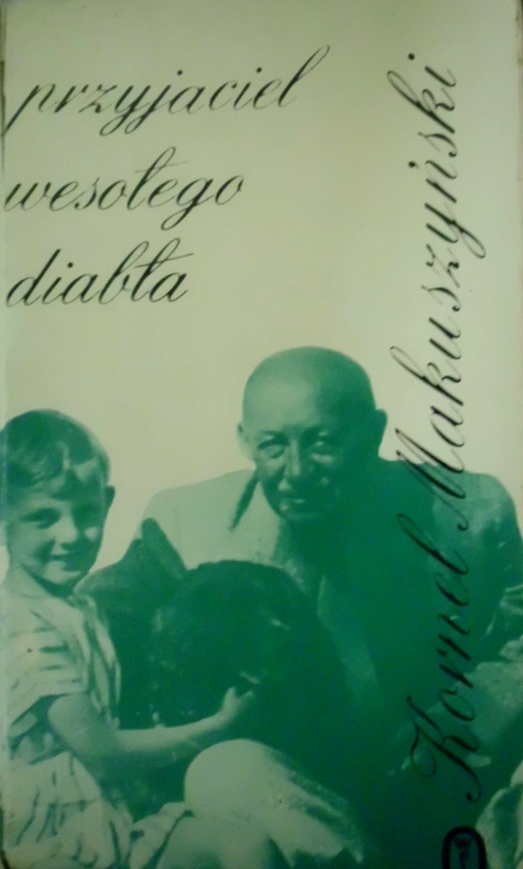 przyjaciel
wesołego
diabła
Kornel Makuszyński